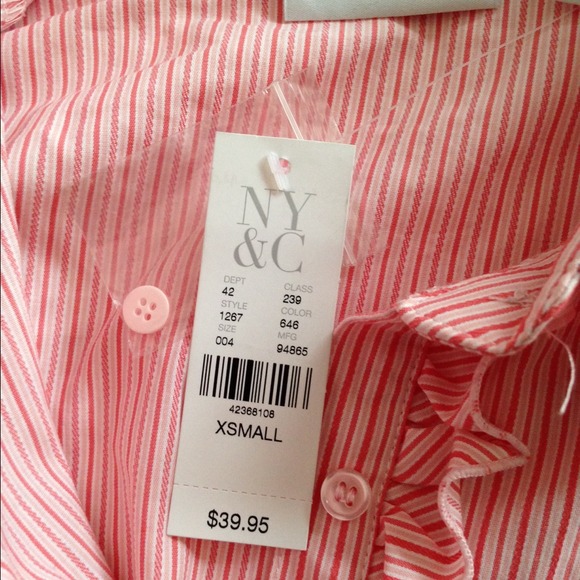 NY
&C
DEPT CLASS
42 239
STYLE COLOR
1267 646
SIZE MFG
004 94865
42368108
XSMALL
$39.95